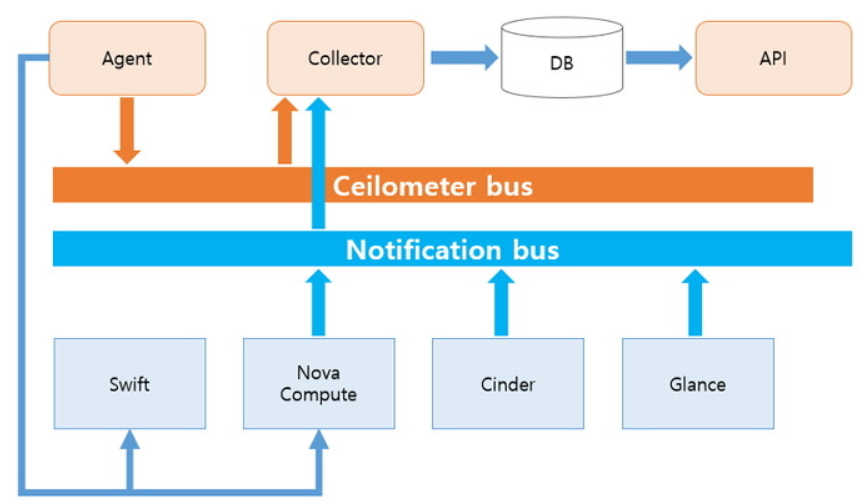 Agent
Collector
DB
API
Ceilometer bus
Notification bus
Swift
Nova
Compute
Cinder
Glance